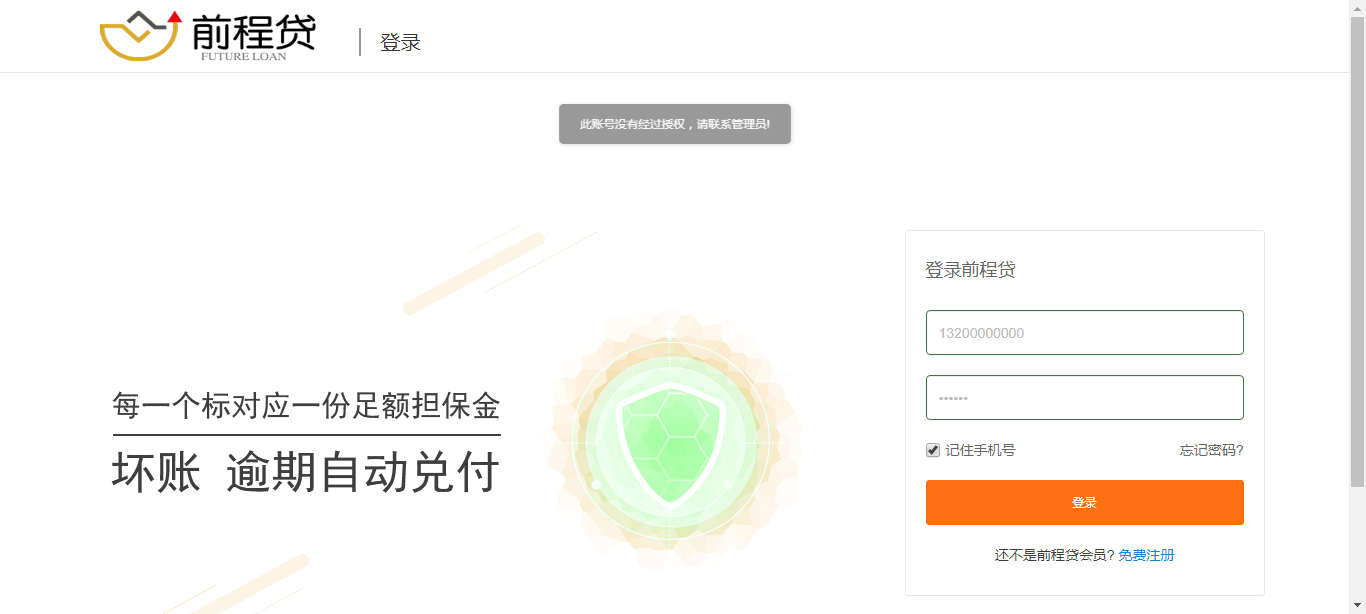 前程贷
FUTURE LOAN
登录
此账号没有经过授权，请联系管理员!
每一个标对应一份足额担保金
坏账 逾期自动兑付
登录前程贷
13200000000
••••••
记住手机号 忘记密码?
登录
还不是前程贷会员? 免费注册